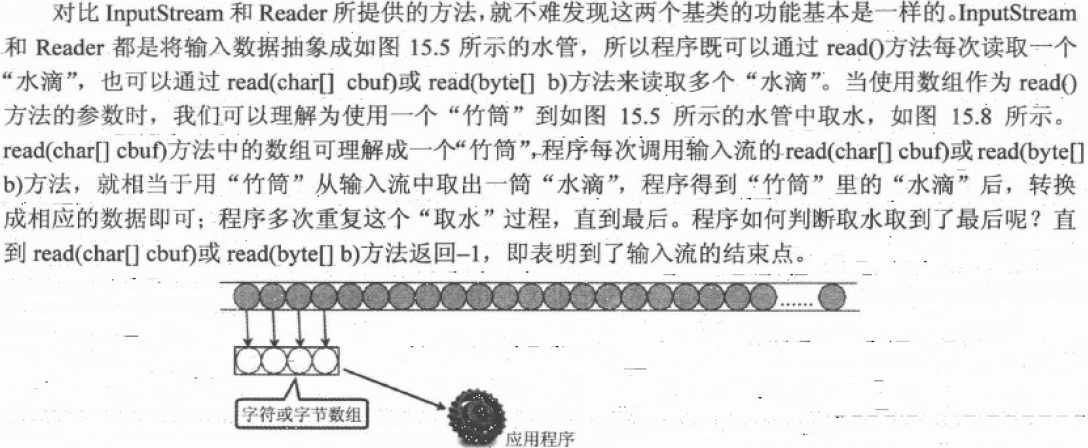 对比 InputStream 和 Reader 所提供的方法，就不难发现这两个基类的功能基本是一样的。InputStream
和 Reader 都是将输入数据抽象成如图 15.5 所示的水管，所以程序既可以通过 read()方法每次读取一个
“水滴”，也可以通过 read(char[] cbuf)或 read(byte[] b)方法来读取多个“水滴”。当使用数组作为 read()
方法的参数时，我们可以理解为使用一个“竹筒”到如图 15.5 所示的水管中取水，如图 15.8 所示。
read(char[] cbuf)方法中的数组可理解成一个“竹筒”，程序每次调用输入流的 read(char[] cbuf)或 read(byte[]
b)方法，就相当于用“竹筒”从输入流中取出一筒“水滴”，程序得到“竹筒”里的“水滴”后，转换
成相应的数据即可；程序多次重复这个“取水”过程，直到最后。程序如何判断取水取到了最后呢？直
到 read(char[] cbuf)或 read(byte[] b)方法返回–1，即表明到了输入流的结束点。
......
字符或字节数组
应用程序